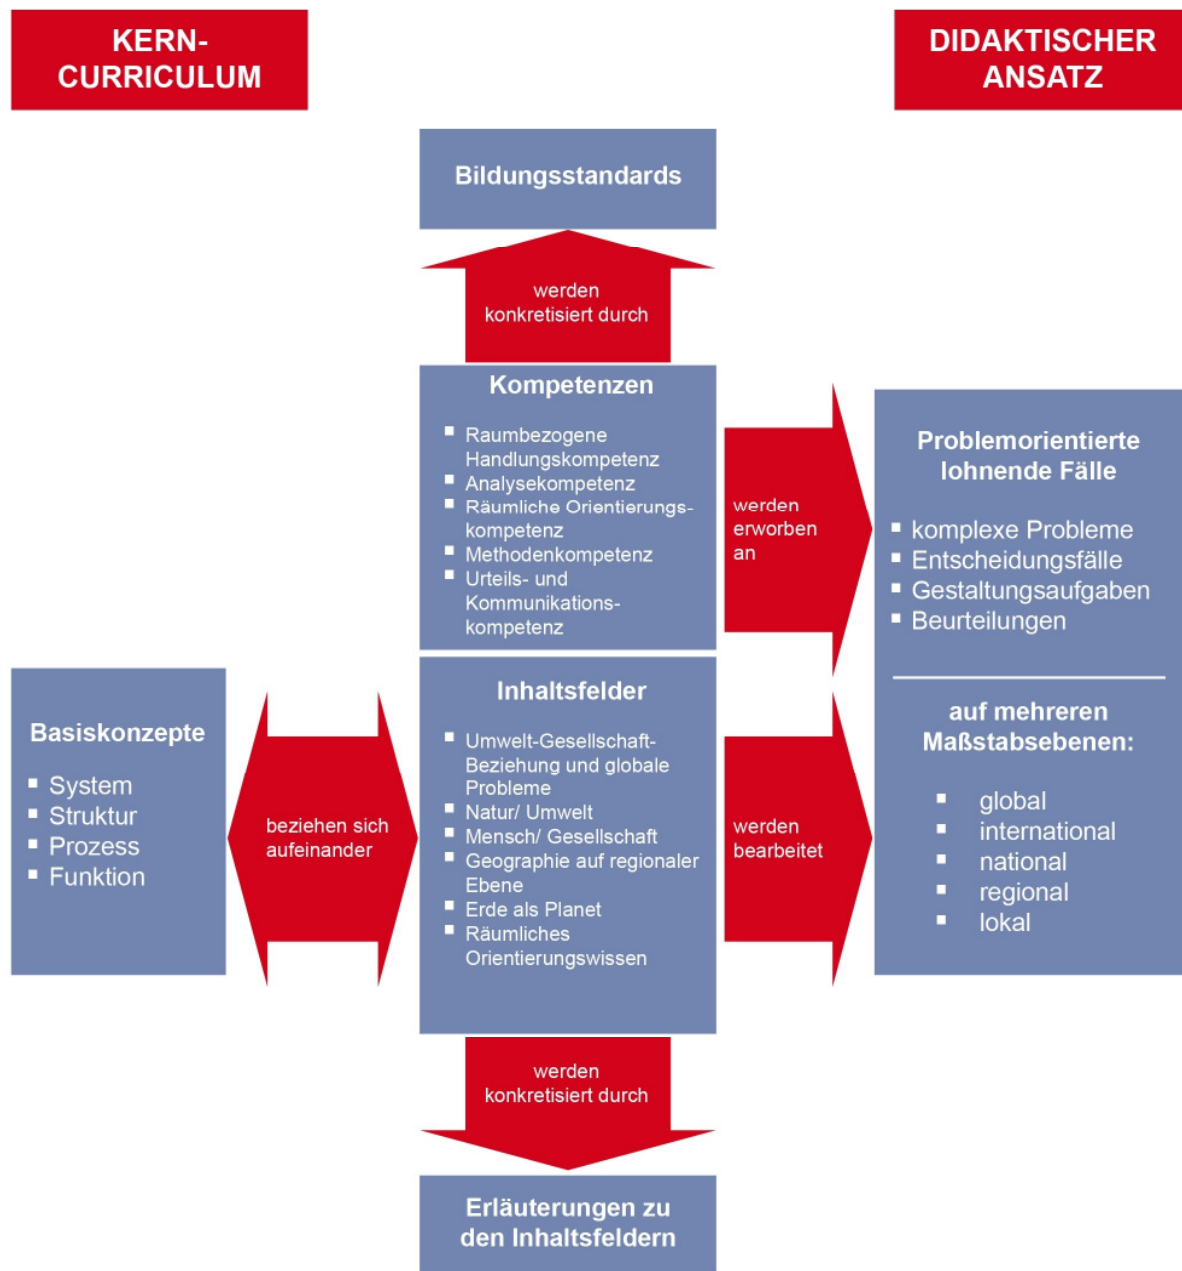 KERN-
CURRICULUM
DIDAKTISCHER
ANSATZ
Bildungsstandards
werden
konkretisiert durch
Kompetenzen
▪ Raumbezogene
Handlungskompetenz
▪ Analysekompetenz
▪ Räumliche Orientierungs-
kompetenz
▪ Methodenkompetenz
▪ Urteils- und
Kommunikations-
kompetenz
werden
erworben
an
Problemorientierte
lohnende Fälle
▪ komplexe Probleme
▪ Entscheidungsfälle
▪ Gestaltungsaufgaben
▪ Beurteilungen
auf mehreren
Maßstabsebenen:
▪ global
▪ international
▪ national
▪ regional
▪ lokal
Basiskonzepte
▪ System
▪ Struktur
▪ Prozess
▪ Funktion
beziehen sich
aufeinander
Inhaltsfelder
▪ Umwelt-Gesellschaft-
Beziehung und globale
Probleme
▪ Natur/ Umwelt
▪ Mensch/ Gesellschaft
▪ Geographie auf regionaler
Ebene
▪ Erde als Planet
▪ Räumliches
Orientierungswissen
werden
bearbeitet
werden
konkretisiert durch
Erläuterungen zu
den Inhaltsfeldern